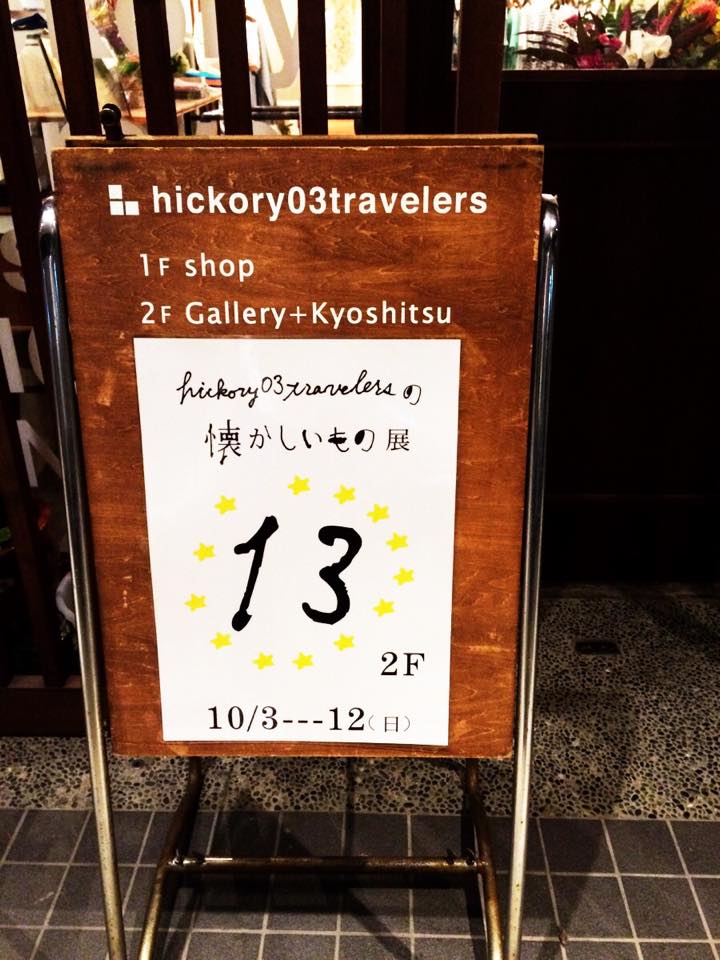 hickory03travelers
1F shop
2F Gallery+Kyoshitsu
hickory03travelersの
懐かしいもの展
13
2F
10/3---12(日)